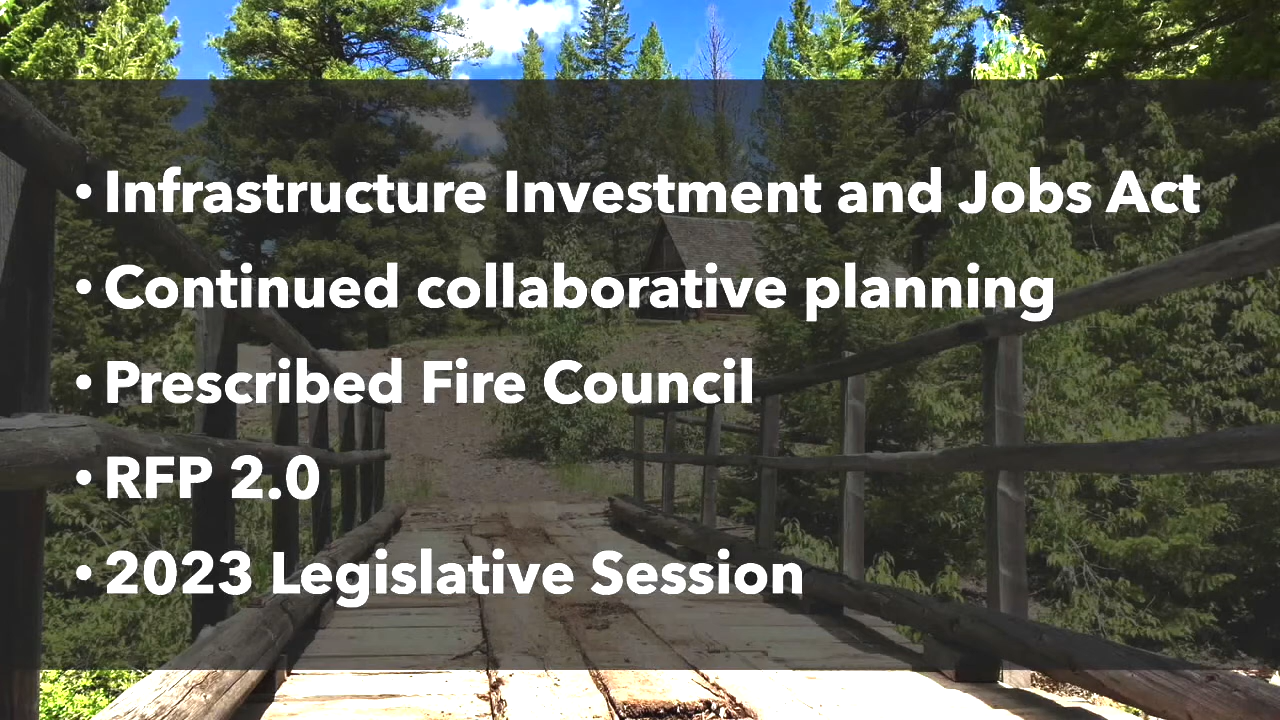 • Infrastructure Investment and Jobs Act
• Continued collaborative planning
• Prescribed Fire Council
• RFP 2.0
• 2023 Legislative Session